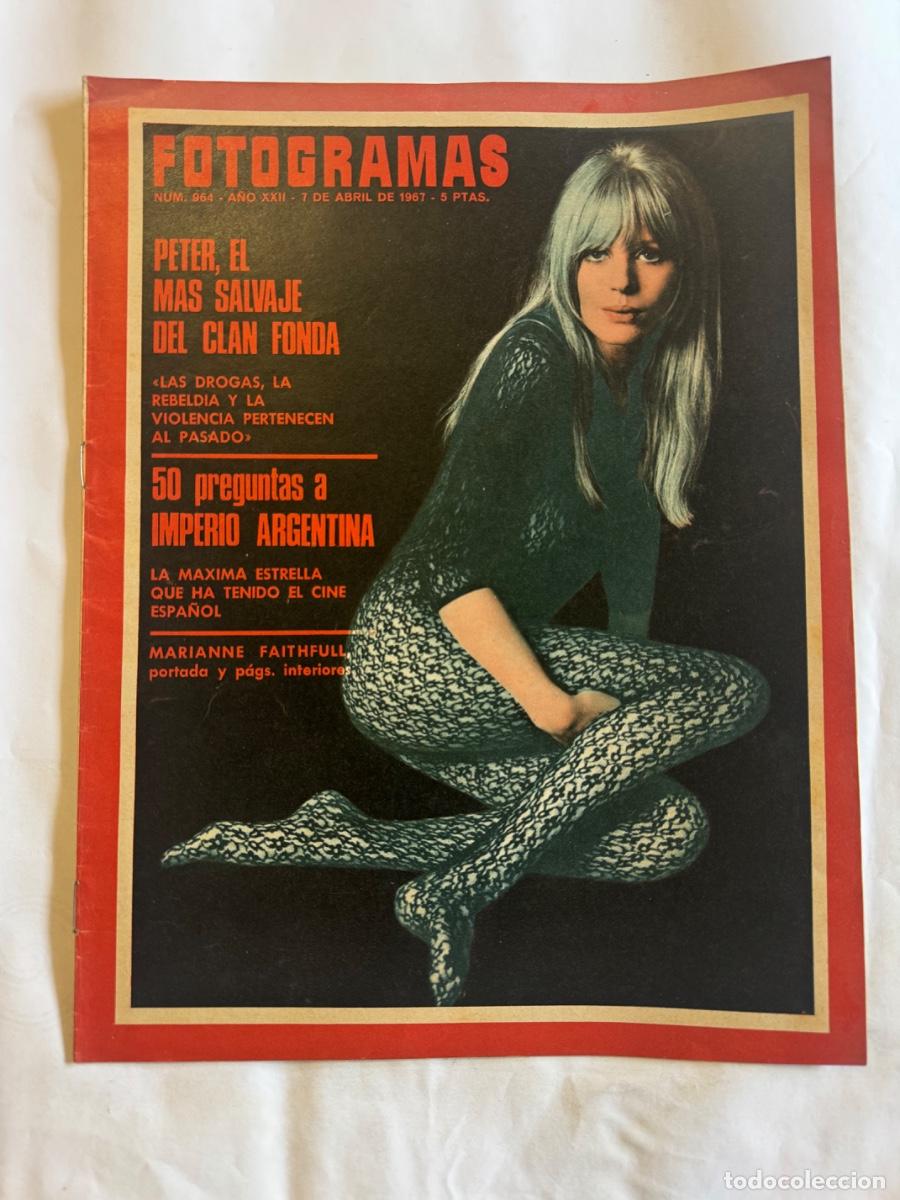 FOTOGRAMAS
NUM. 964 - AÑO XXII - 7 DE ABRIL DE 1967 - 5 PTAS.
PETER, EL
MAS SALVAJE
DEL CLAN FONDA
«LAS DROGAS, LA
REBELDIA Y LA
VIOLENCIA PERTENECEN
AL PASADO»
50 preguntas a
IMPERIO ARGENTINA
LA MAXIMA ESTRELLA
QUE HA TENIDO EL CINE
ESPAÑOL
MARIANNE FAITHFULL
portada y págs. interiores
todocoleccion